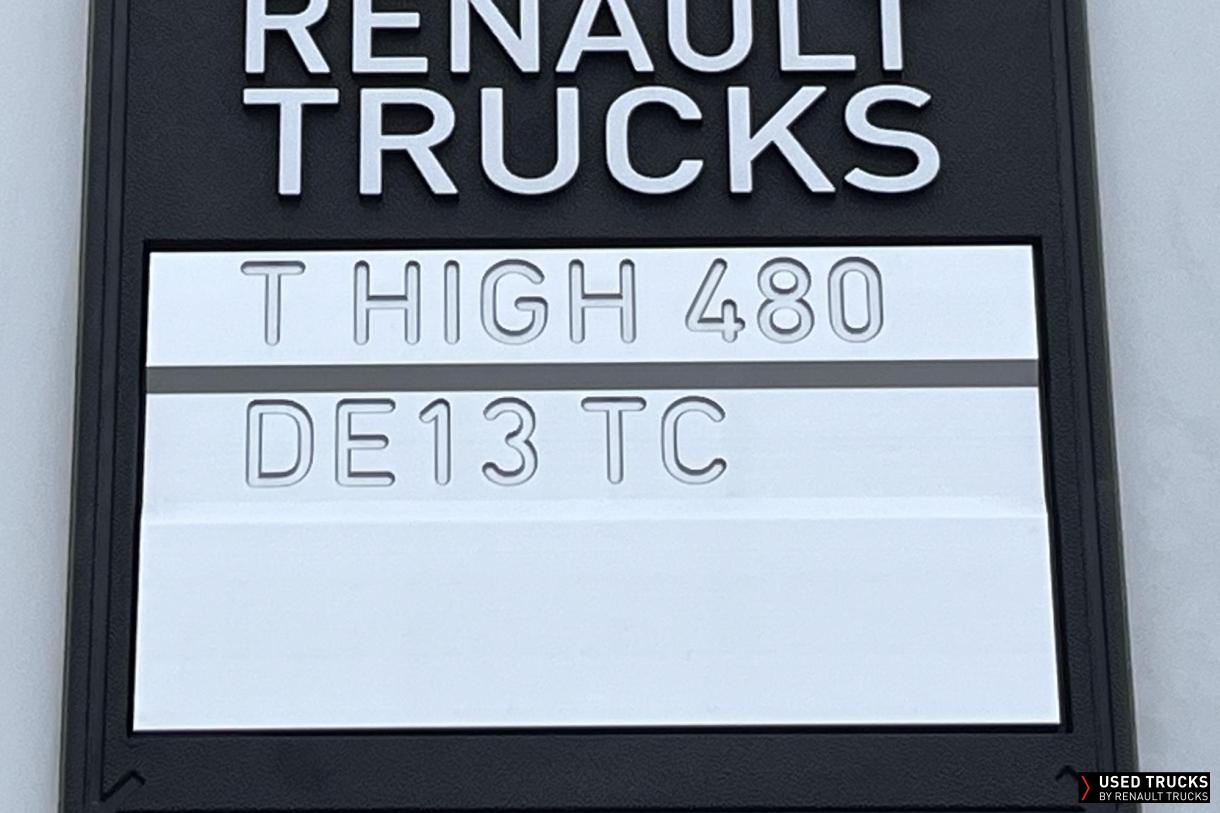 RENAULT
TRUCKS
T HIGH 480
DE13 TC
USED TRUCKS
BY RENAULT TRUCKS